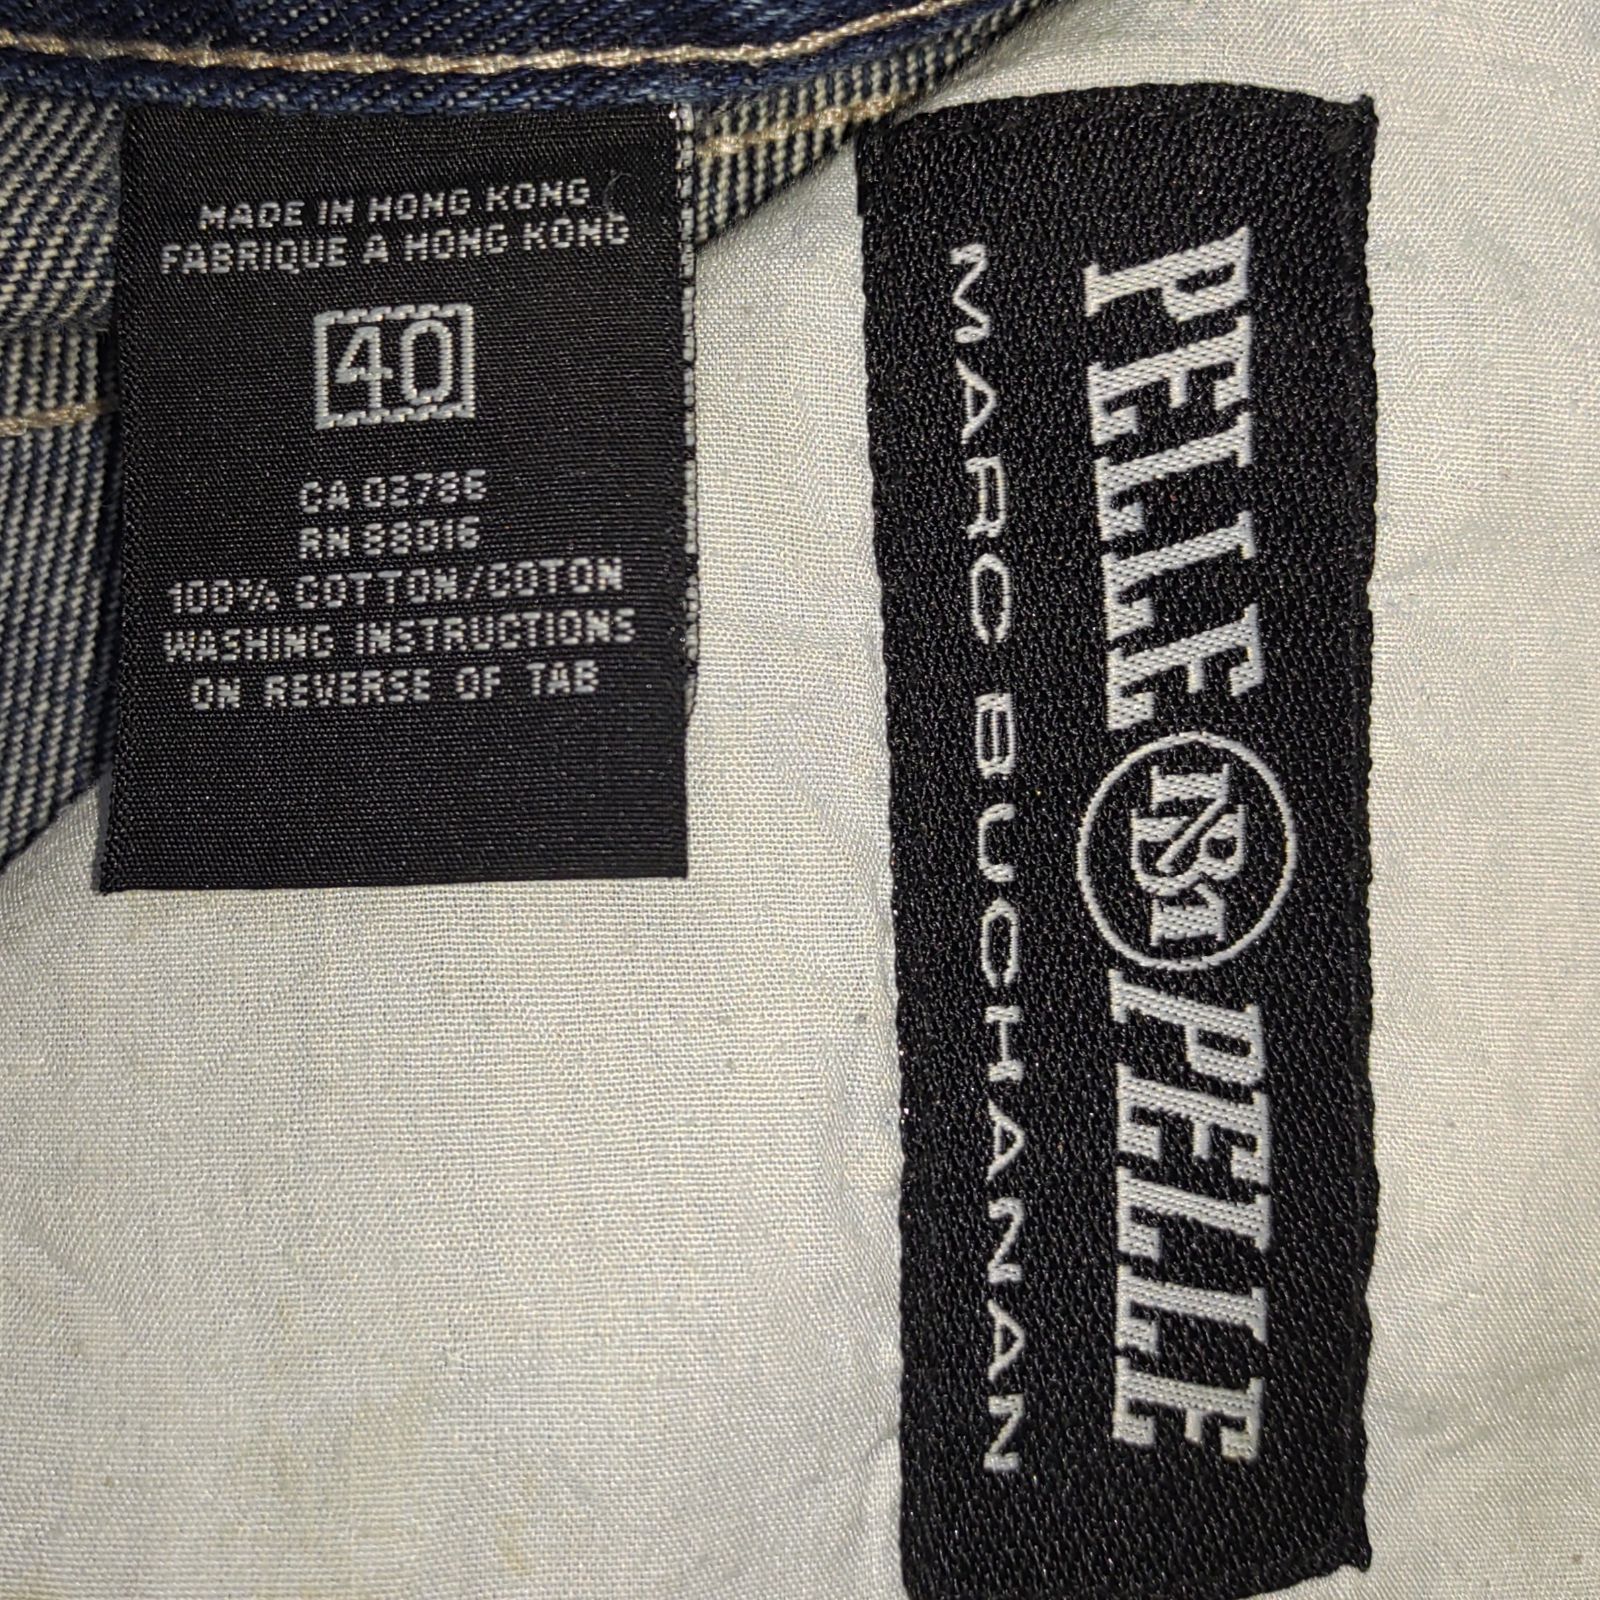 MADE IN HONG KONG
FABRIQUE A HONG KONG
40
CA 02786
RN 88016
100% COTTON/COTON
WASHING INSTRUCTIONS
ON REVERSE OF TAB
PELLE PELLE
MARC BUCHANAN